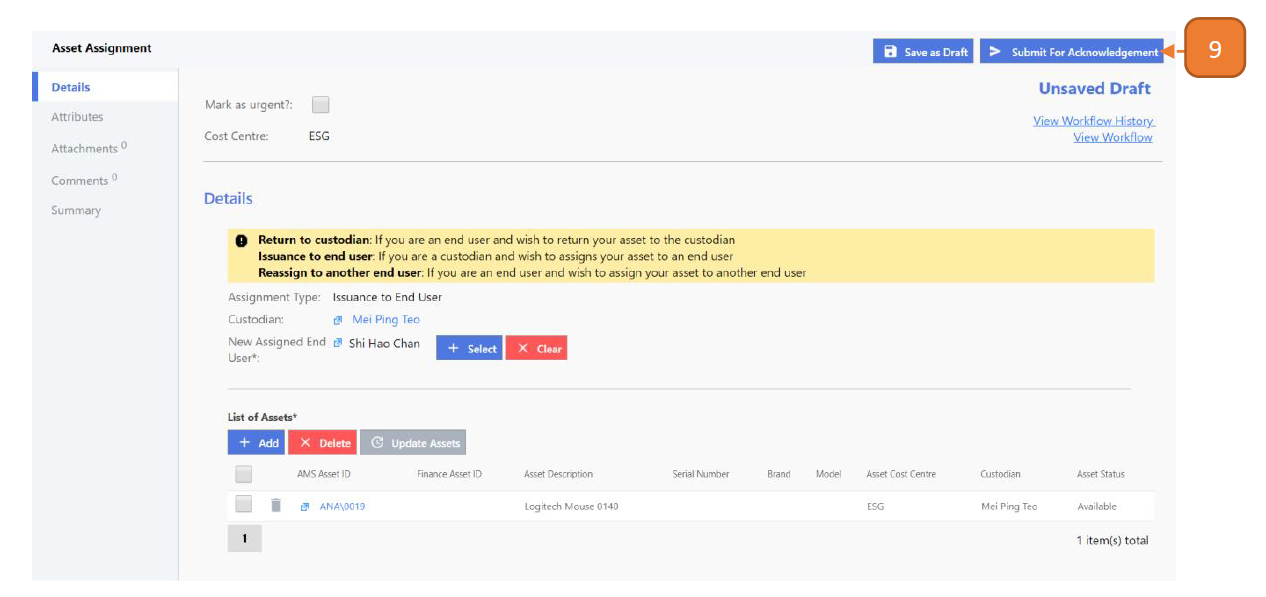 Asset Assignment
Save as Draft
Submit For Acknowledgement
9
Details
Attributes
Attachments 0
Comments 0
Summary
Mark as urgent?:
Cost Centre: ESG
Unsaved Draft
View Workflow History
View Workflow
Details
Return to custodian: If you are an end user and wish to return your asset to the custodian
Issuance to end user: If you are a custodian and wish to assigns your asset to an end user
Reassign to another end user: If you are an end user and wish to assign your asset to another end user
Assignment Type: Issuance to End User
Custodian: Mei Ping Teo
New Assigned End User*: Shi Hao Chan + Select × Clear
List of Assets*
+ Add × Delete Update Assets
AMS Asset ID Finance Asset ID Asset Description Serial Number Brand Model Asset Cost Centre Custodian Asset Status
ANA\0019 Logitech Mouse 0140 ESG Mei Ping Teo Available
1 1 item(s) total